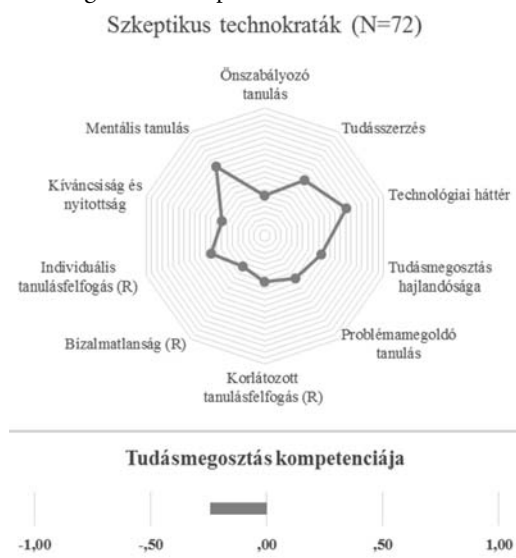 Szkeptikus technokraták (N=72)
Önszabályozó
tanulás
Tudásszerzés
Technológiai háttér
Tudásmegosztás
hajlandósága
Problémamegoldó
tanulás
Korlátozott
tanulásfelfogás (R)
Bizalmatlanság (R)
Individuális
tanulásfelfogás (R)
Kíváncsiság és
nyitottság
Mentális tanulás
Tudásmegosztás kompetenciája
-1,00 -,50 ,00 ,50 1,00